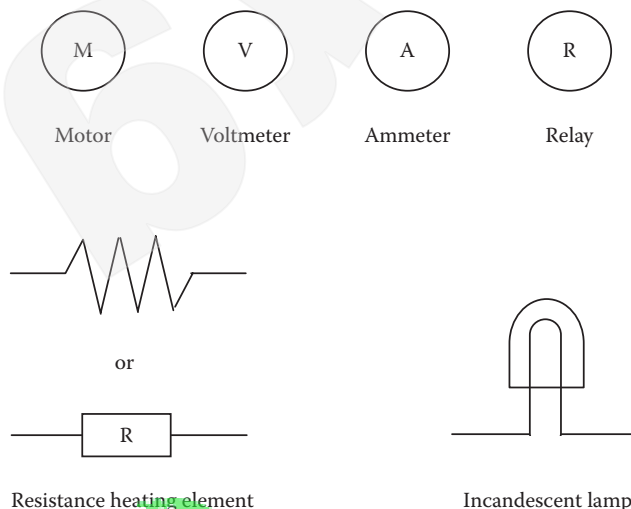 M V A R
Motor Voltmeter Ammeter Relay
or
R
Resistance heating element Incandescent lamp